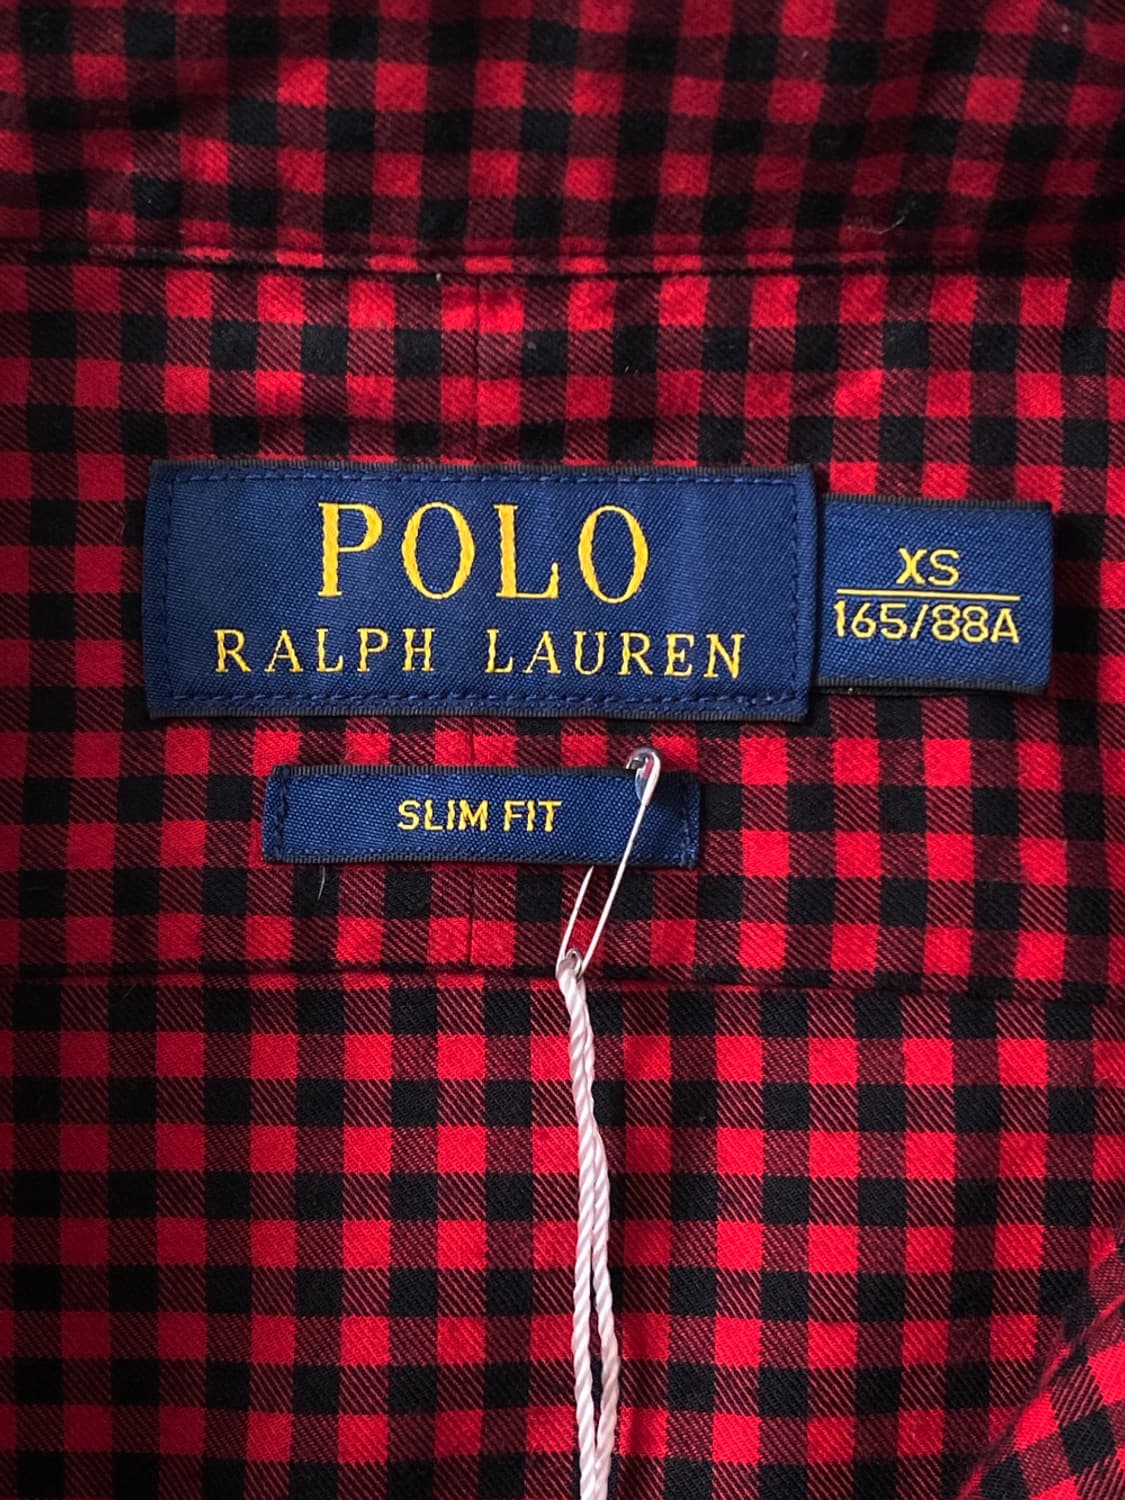 POLO
RALPH LAUREN
XS
165/88A
SLIM FIT